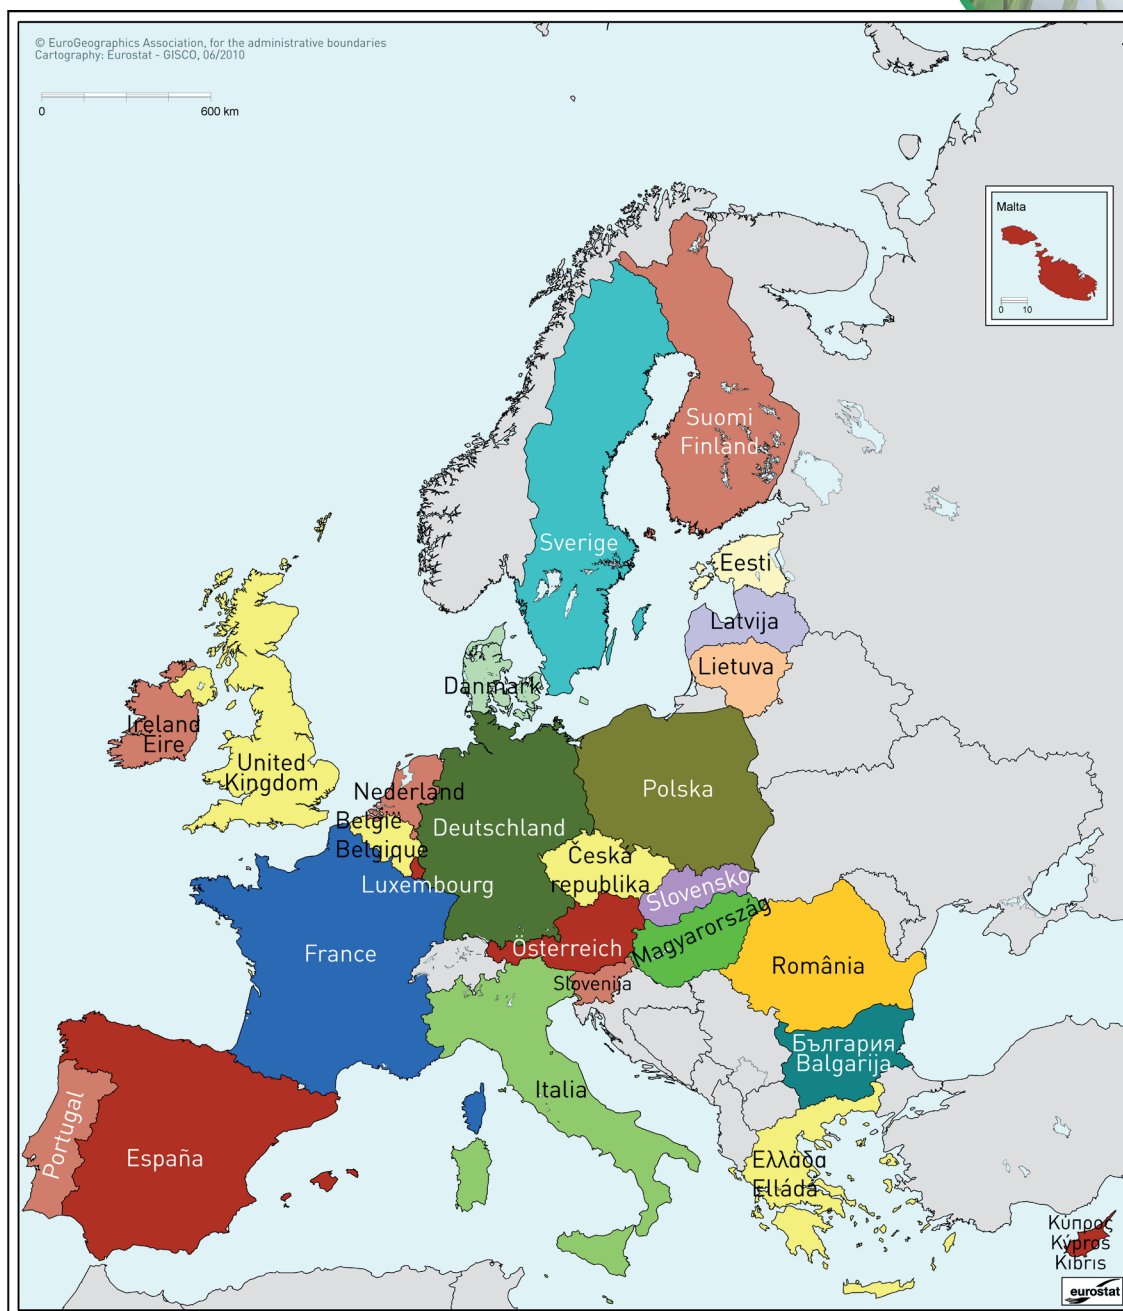 © EuroGeographics Association, for the administrative boundaries
Cartography: Eurostat - GISCO, 06/2010
0 600 km
Malta
0 10
Suomi
Finland
Sverige
Eesti
Latvija
Lietuva
Danmark
Ireland
Eire
United
Kingdom
Nederland
België
Belgique
Luxembourg
Deutschland
Polska
Česká
republika
Slovensko
Magyarország
Österreich
Slovenija
France
România
България
Balgarija
Italia
Portugal
España
Ελλάδα
Elláda
Κύπρος
Kýpros
Kıbrıs
eurostat